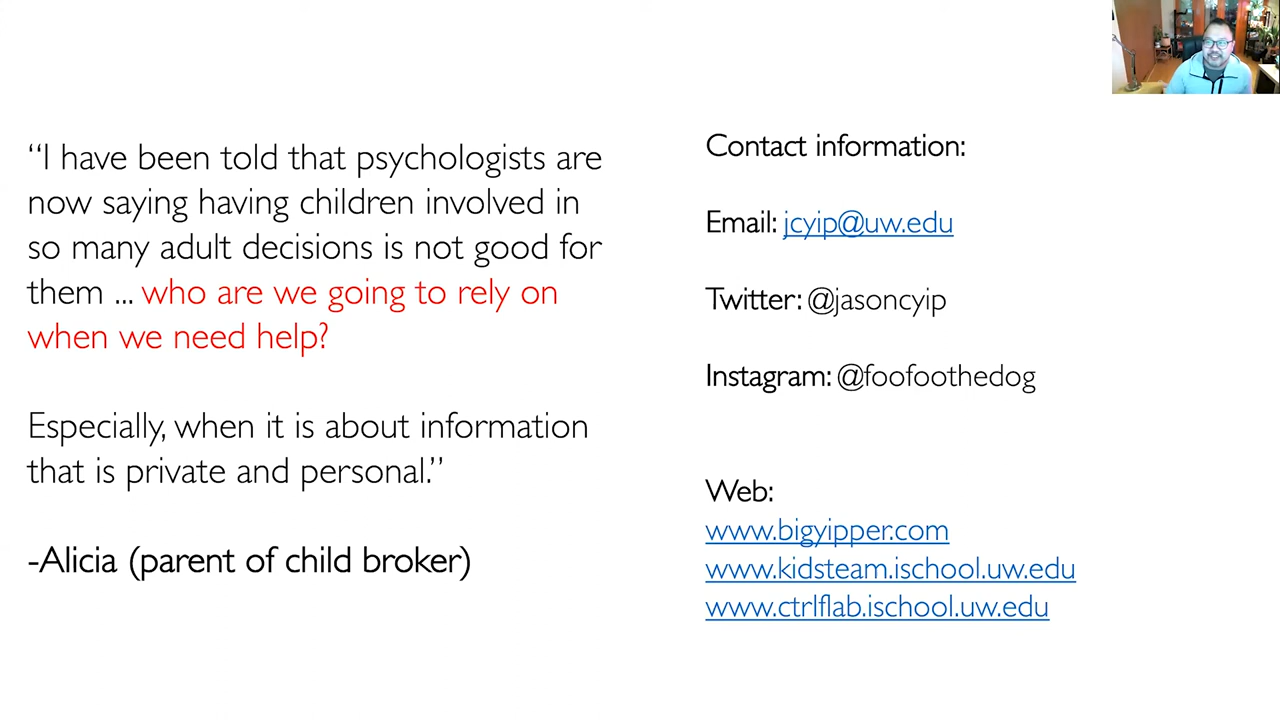 “I have been told that psychologists are
now saying having children involved in
so many adult decisions is not good for
them ... who are we going to rely on
when we need help?
Especially, when it is about information
that is private and personal.”
-Alicia (parent of child broker)
Contact information:
Email: jcyip@uw.edu
Twitter: @jasoncyip
Instagram: @foofoothedog
Web:
www.bigyipper.com
www.kidsteam.ischool.uw.edu
www.ctrlflab.ischool.uw.edu